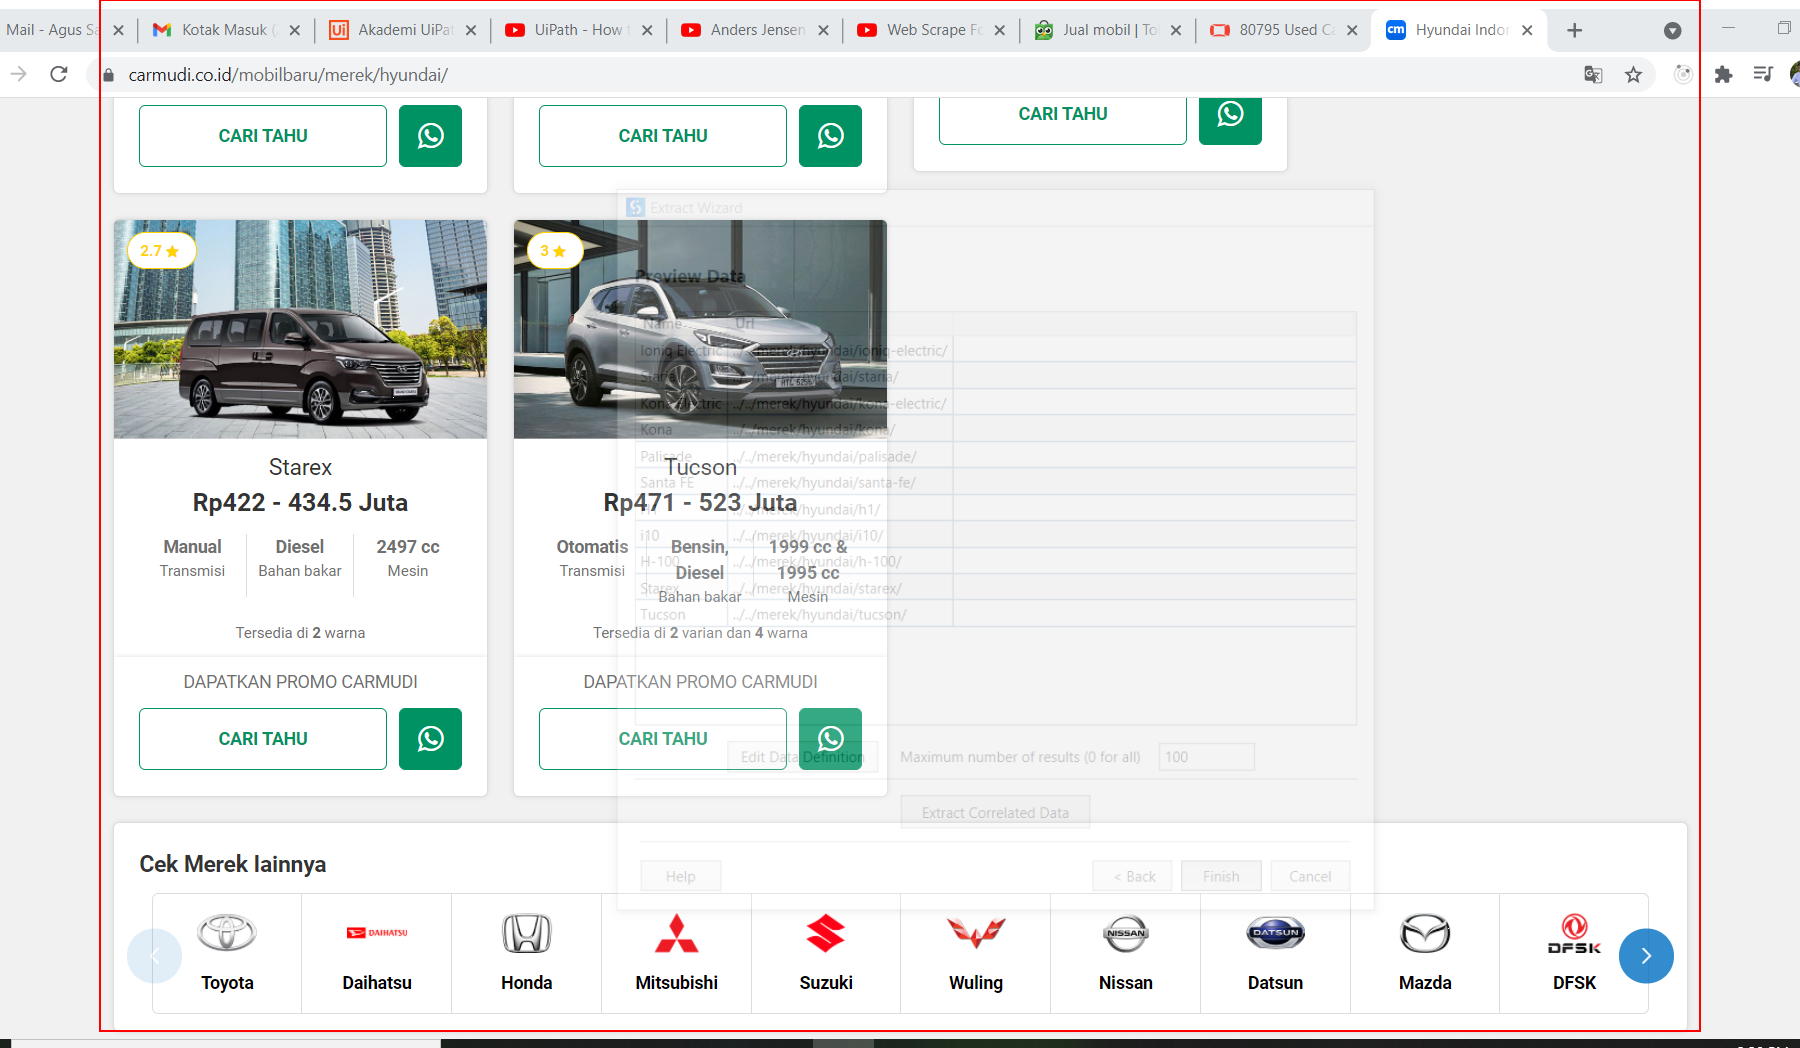 Mail - Agus Sa
Kotak Masuk (
Akademi UiPat
UiPath - How t
Anders Jensen
Web Scrape Fo
Jual mobil | To
80795 Used Ca
Hyundai Indon
carmudi.co.id/mobilbaru/merek/hyundai/
CARI TAHU
CARI TAHU
CARI TAHU
2.7
3
Starex
Rp422 - 434.5 Juta
Manual
Transmisi
Diesel
Bahan bakar
2497 cc
Mesin
Tersedia di 2 warna
DAPATKAN PROMO CARMUDI
CARI TAHU
Tucson
Rp471 - 523 Juta
Otomatis
Transmisi
Bensin,
Diesel
Bahan bakar
1999 cc &
1995 cc
Mesin
Tersedia di 2 varian dan 4 warna
DAPATKAN PROMO CARMUDI
CARI TAHU
Extract Wizard
Preview Data
Name Url
Ioniq Electric ../../merek/hyundai/ioniq-electric/
Staria ../../merek/hyundai/staria/
Kona Electric ../../merek/hyundai/kona-electric/
Kona ../../merek/hyundai/kona/
Palisade ../../merek/hyundai/palisade/
Santa FE ../../merek/hyundai/santa-fe/
H1 ../../merek/hyundai/h1/
i10 ../../merek/hyundai/i10/
H-100 ../../merek/hyundai/h-100/
Starex ../../merek/hyundai/starex/
Tucson ../../merek/hyundai/tucson/
Edit Data Definition
Maximum number of results (0 for all) 100
Extract Correlated Data
Help
< Back
Finish
Cancel
Cek Merek lainnya
DAIHATSU
NISSAN
DATSUN
DFSK
Toyota
Daihatsu
Honda
Mitsubishi
Suzuki
Wuling
Nissan
Datsun
Mazda
DFSK